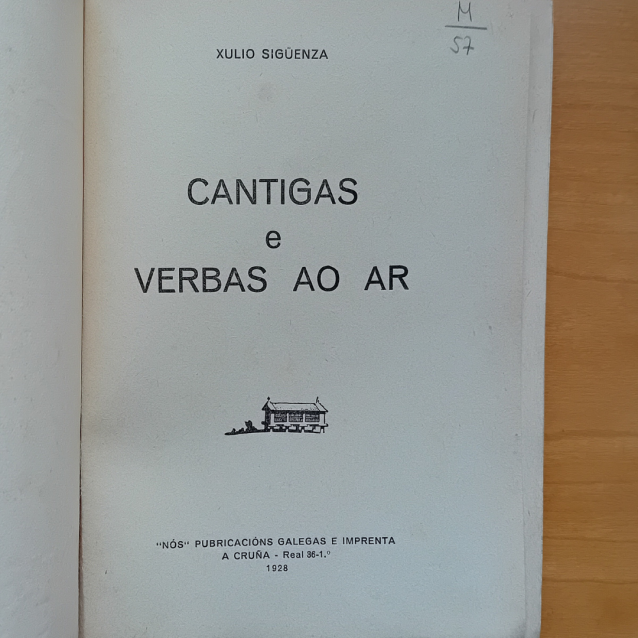 M
57
XULIO SIGÜENZA
CANTIGAS
e
VERBAS AO AR
"NÓS" PUBRICACIÓNS GALEGAS E IMPRENTA
A CRUÑA - Real 36-1.º
1928